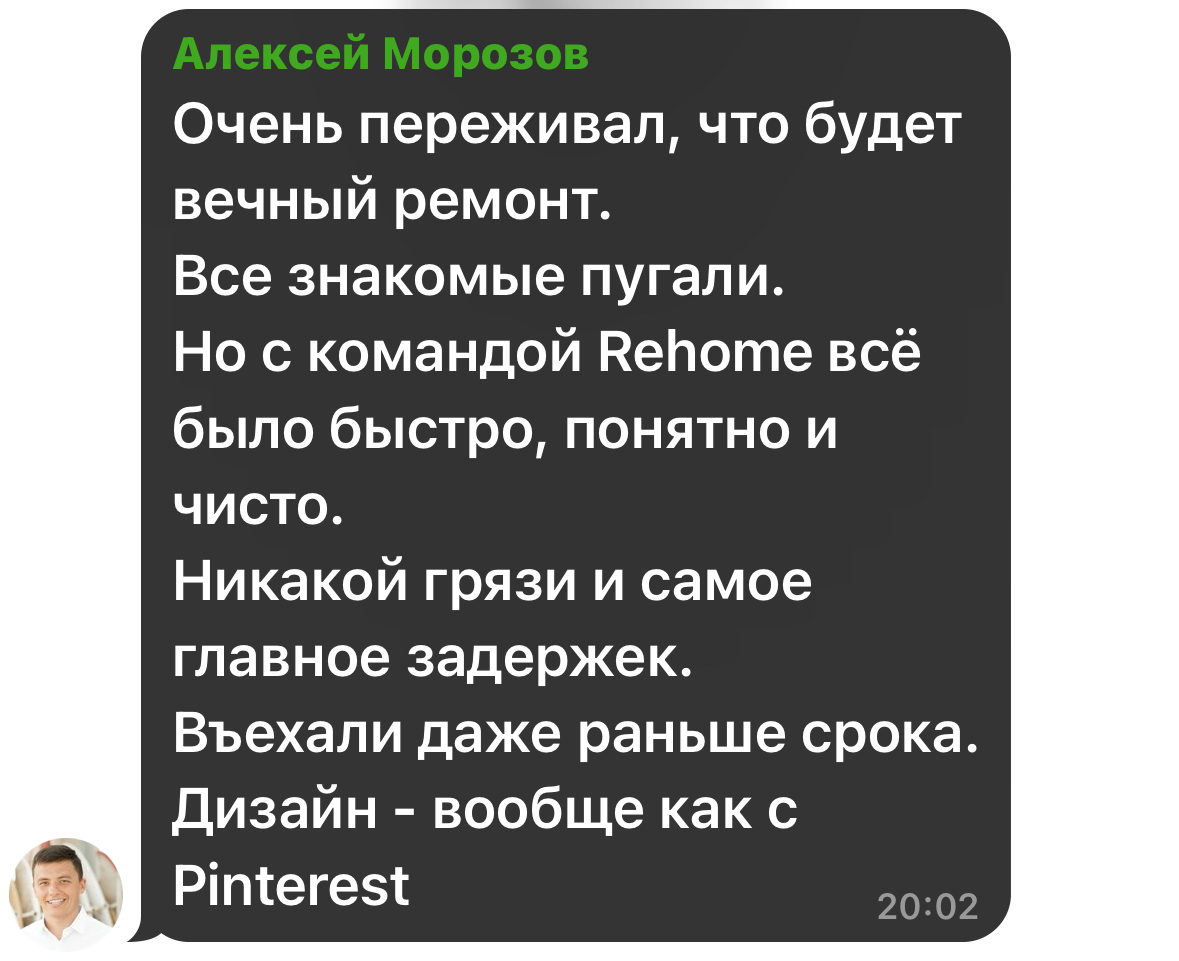 Алексей Морозов
Очень переживал, что будет
вечный ремонт.
Все знакомые пугали.
Но с командой Rehome всё
было быстро, понятно и
чисто.
Никакой грязи и самое
главное задержек.
Въехали даже раньше срока.
Дизайн - вообще как с
Pinterest
20:02